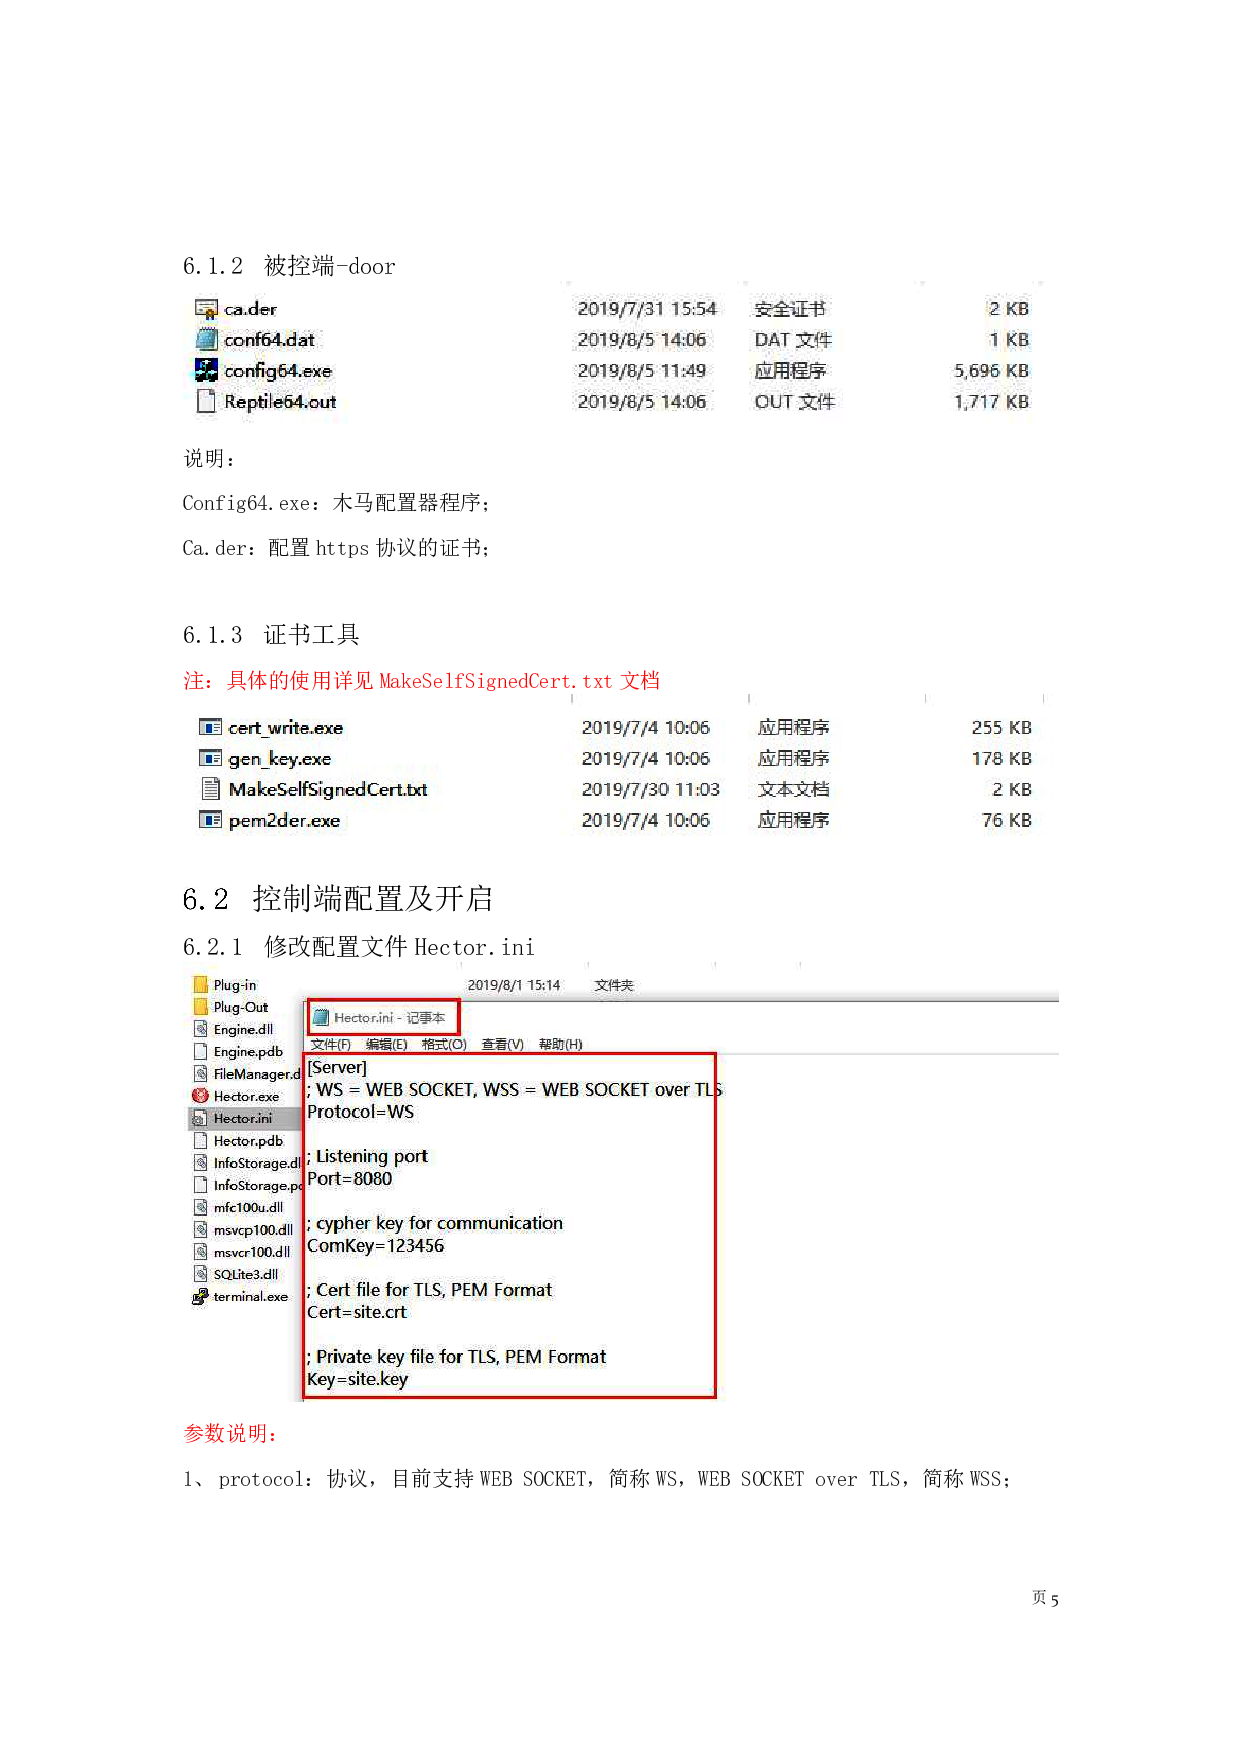 6.1.2 被控端-door
ca.der 2019/7/31 15:54 安全证书 2 KB
conf64.dat 2019/8/5 14:06 DAT 文件 1 KB
config64.exe 2019/8/5 11:49 应用程序 5,696 KB
Reptile64.out 2019/8/5 14:06 OUT 文件 1,717 KB
说明：
Config64.exe：木马配置器程序；
Ca.der：配置 https 协议的证书；
6.1.3 证书工具
注：具体的使用详见 MakeSelfSignedCert.txt 文档
cert_write.exe 2019/7/4 10:06 应用程序 255 KB
gen_key.exe 2019/7/4 10:06 应用程序 178 KB
MakeSelfSignedCert.txt 2019/7/30 11:03 文本文档 2 KB
pem2der.exe 2019/7/4 10:06 应用程序 76 KB
6.2 控制端配置及开启
6.2.1 修改配置文件 Hector.ini
Plug-in 2019/8/1 15:14 文件夹
Plug-Out
Engine.dll
Engine.pdb
FileManager.d
Hector.exe
Hector.ini
Hector.pdb
InfoStorage.dl
InfoStorage.pd
mfc100u.dll
msvcp100.dll
msvcr100.dll
SQLite3.dll
terminal.exe
Hector.ini - 记事本
文件(F) 编辑(E) 格式(O) 查看(V) 帮助(H)
[Server]
; WS = WEB SOCKET, WSS = WEB SOCKET over TLS
Protocol=WS
; Listening port
Port=8080
; cypher key for communication
ComKey=123456
; Cert file for TLS, PEM Format
Cert=site.crt
; Private key file for TLS, PEM Format
Key=site.key
参数说明：
1、protocol：协议，目前支持 WEB SOCKET，简称 WS，WEB SOCKET over TLS，简称 WSS；
页 5